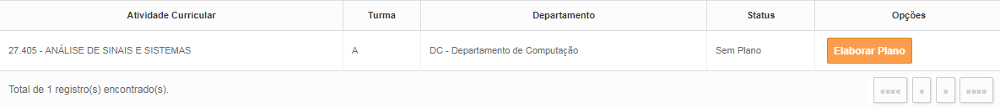 Atividade Curricular Turma Departamento Status Opções
27.405 - ANÁLISE DE SINAIS E SISTEMAS A DC - Departamento de Computação Sem Plano Elaborar Plano
Total de 1 registro(s) encontrado(s). «««« « » »»»»